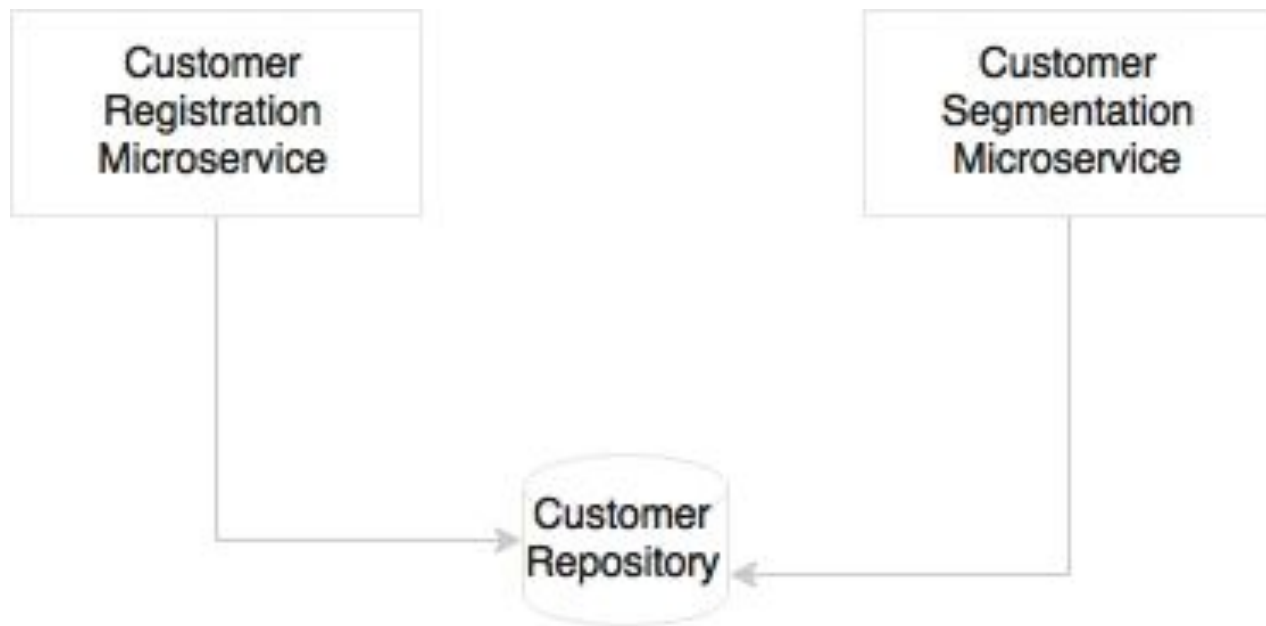 Customer
Registration
Microservice
Customer
Segmentation
Microservice
Customer
Repository